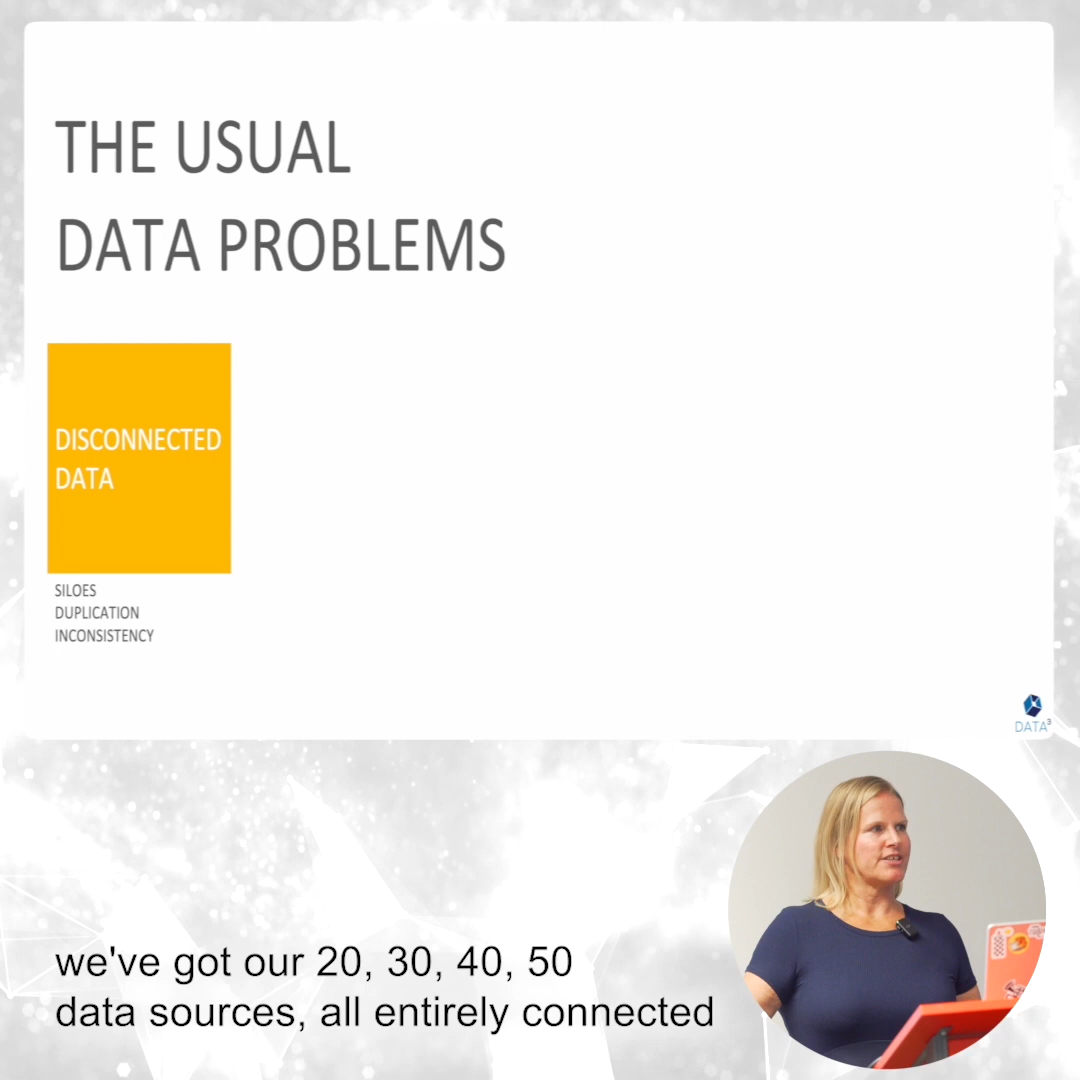 THE USUAL
DATA PROBLEMS
DISCONNECTED
DATA
SILOES
DUPLICATION
INCONSISTENCY
DATA³
we've got our 20, 30, 40, 50
data sources, all entirely connected